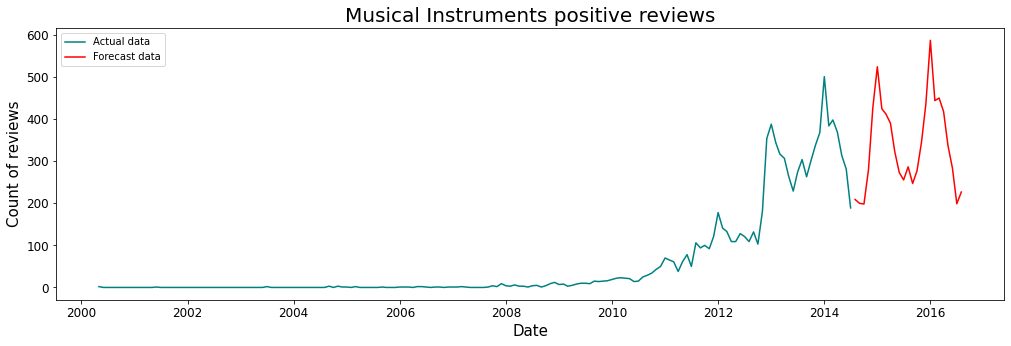 Musical Instruments positive reviews
Actual data
Forecast data
Count of reviews
600
500
400
300
200
100
0
2000 2002 2004 2006 2008 2010 2012 2014 2016
Date